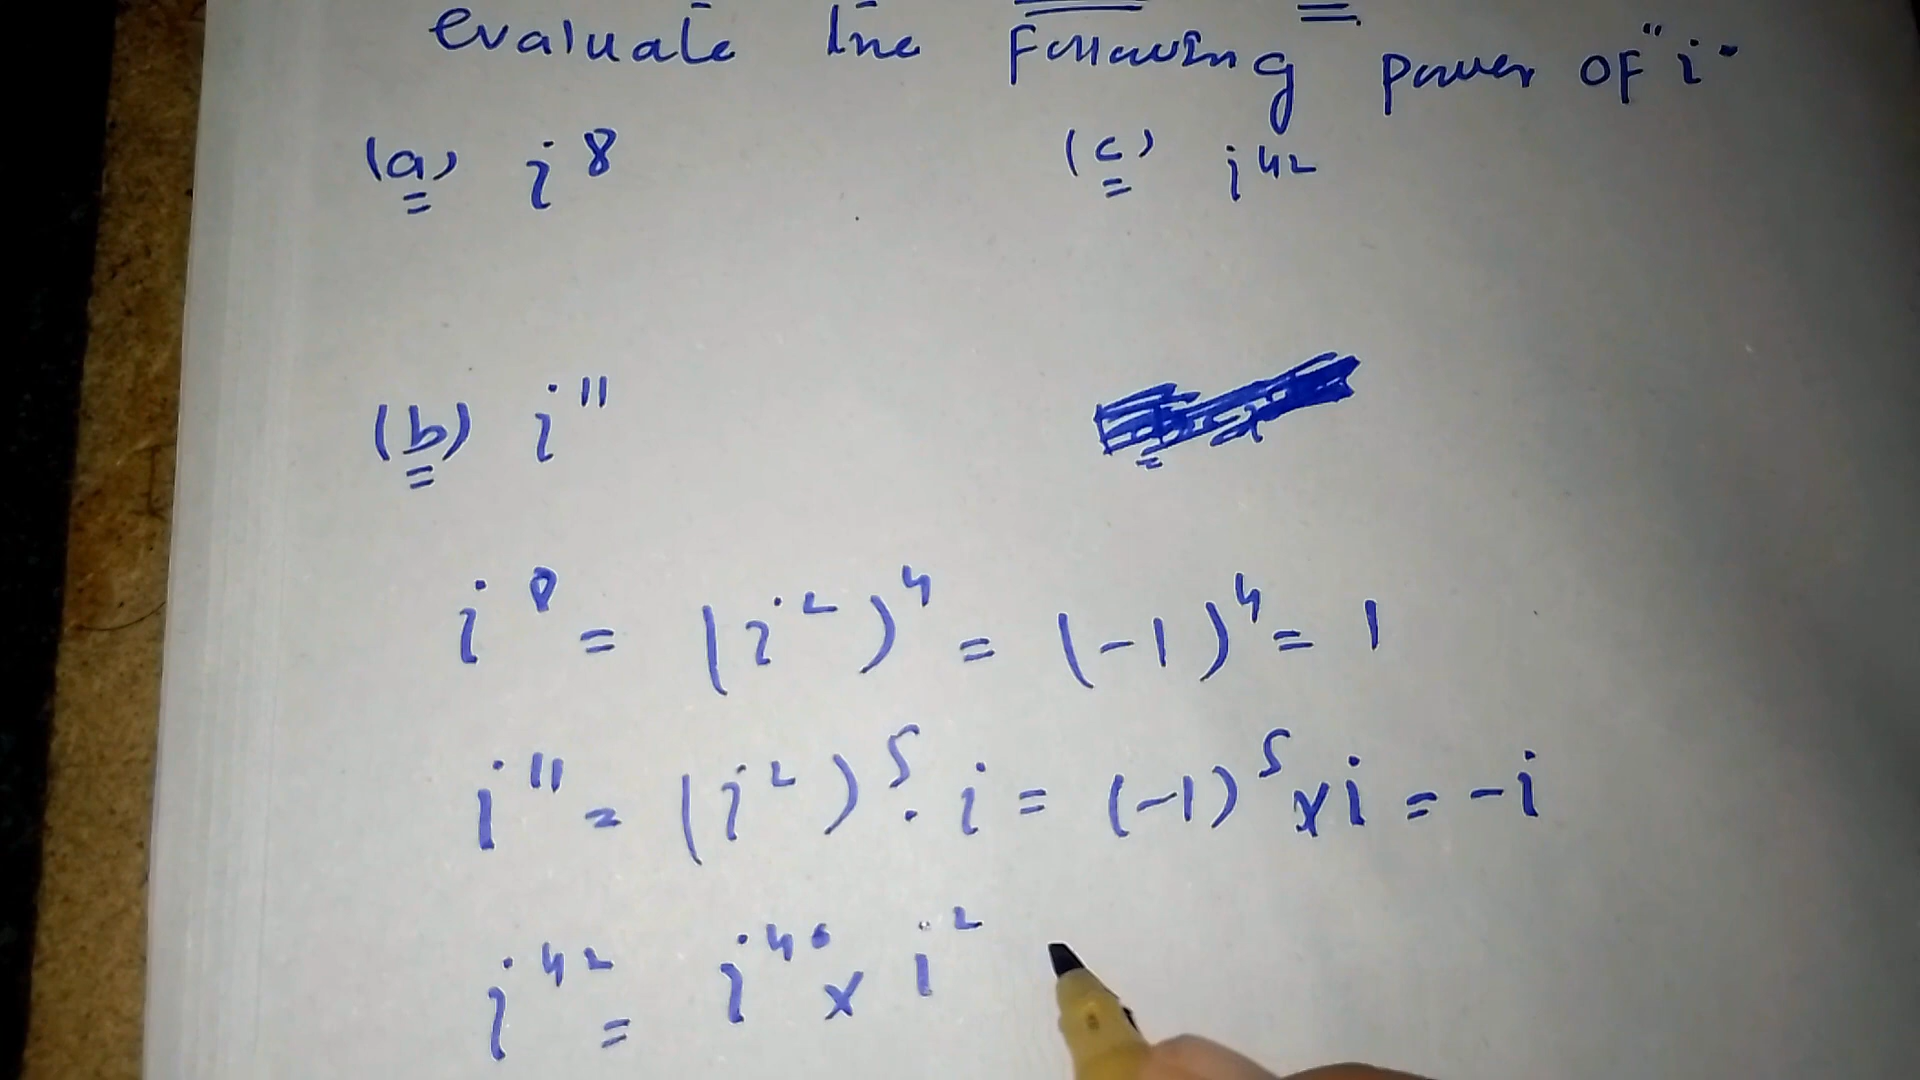 evaluate the Following power of "i"
(a) i^8
(c) i^42
(b) i^11
i^8 = (i^2)^4 = (-1)^4 = 1
i^11 = (i^2)^5 . i = (-1)^5 x i = -i
i^42 = i^40 x i^2